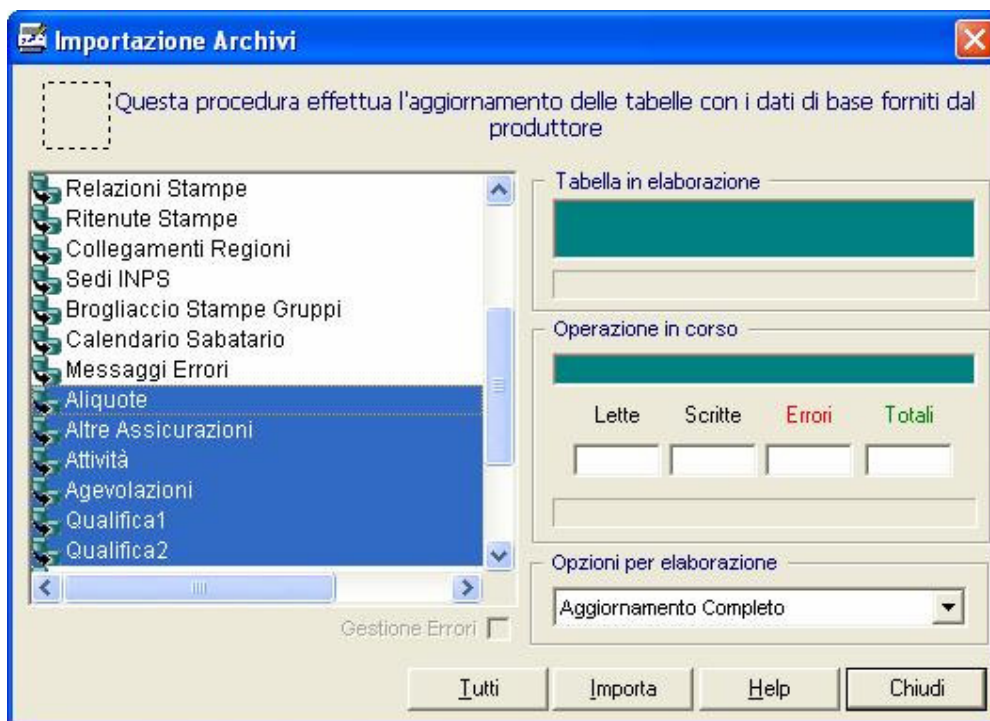 Importazione Archivi
Questa procedura effettua l'aggiornamento delle tabelle con i dati di base forniti dal
produttore
Relazioni Stampe
Ritenute Stampe
Collegamenti Regioni
Sedi INPS
Brogliaccio Stampe Gruppi
Calendario Sabatario
Messaggi Errori
Aliquote
Altre Assicurazioni
Attività
Agevolazioni
Qualifica1
Qualifica2
Gestione Errori
Tabella in elaborazione
Operazione in corso
Lette Scritte Errori Totali
Opzioni per elaborazione
Aggiornamento Completo
Tutti Importa Help Chiudi